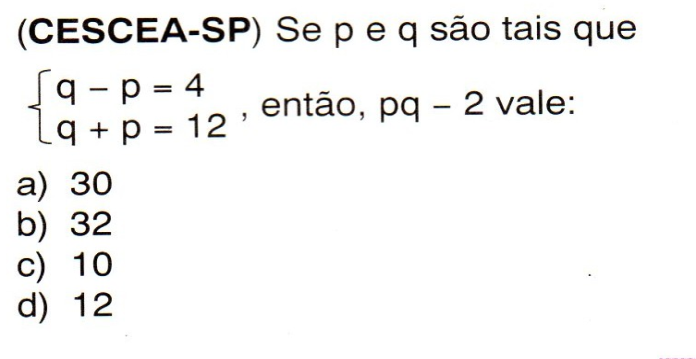 (CESCEA-SP) Se p e q são tais que
q – p = 4
q + p = 12 , então, pq – 2 vale:
a) 30
b) 32
c) 10
d) 12